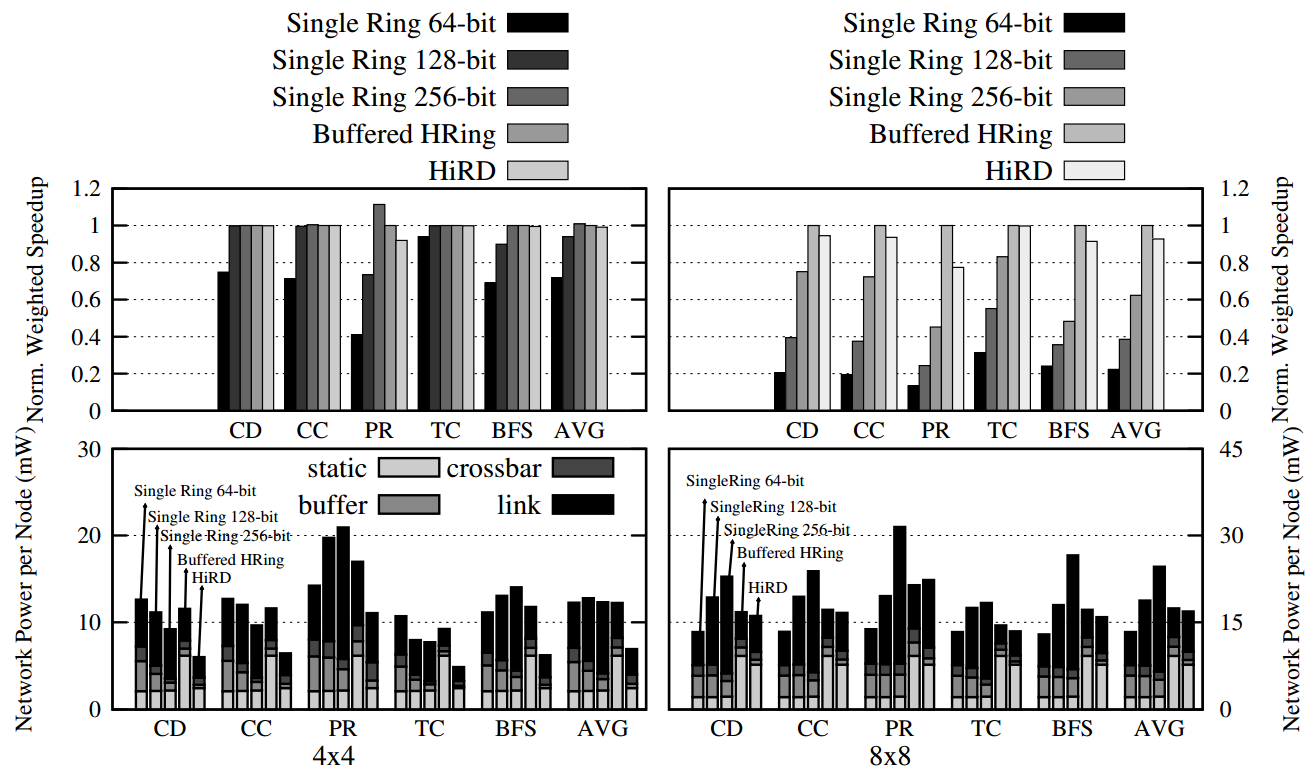 Single Ring 64-bit
Single Ring 128-bit
Single Ring 256-bit
Buffered HRing
HiRD
Single Ring 64-bit
Single Ring 128-bit
Single Ring 256-bit
Buffered HRing
HiRD
Norm. Weighted Speedup
1.2
1
0.8
0.6
0.4
0.2
0
CD CC PR TC BFS AVG
1.2
1
0.8
0.6
0.4
0.2
0
Norm. Weighted Speedup
CD CC PR TC BFS AVG
Network Power per Node (mW)
30
20
10
0
static crossbar
buffer link
Single Ring 64-bit
Single Ring 128-bit
Single Ring 256-bit
Buffered HRing
HiRD
CD CC PR TC BFS AVG
4x4
SingleRing 64-bit
SingleRing 128-bit
SingleRing 256-bit
Buffered HRing
HiRD
45
30
15
0
Network Power per Node (mW)
CD CC PR TC BFS AVG
8x8